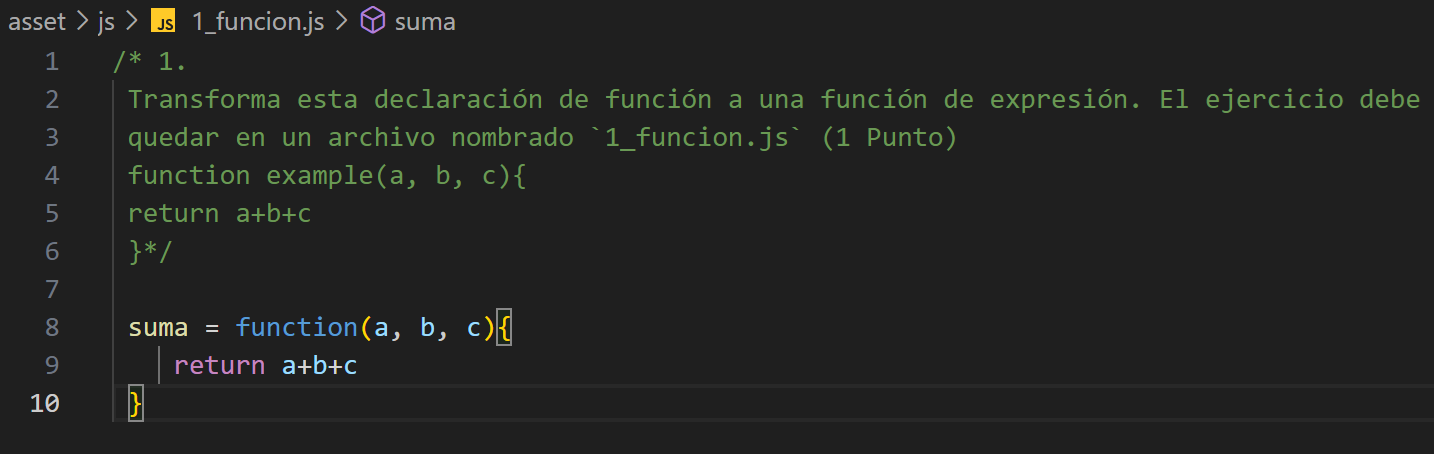 asset > js > JS 1_funcion.js > suma
1 /* 1.
2 Transforma esta declaración de función a una función de expresión. El ejercicio debe
3 quedar en un archivo nombrado `1_funcion.js` (1 Punto)
4 function example(a, b, c){
5 return a+b+c
6 }*/
7
8 suma = function(a, b, c){
9 return a+b+c
10 }